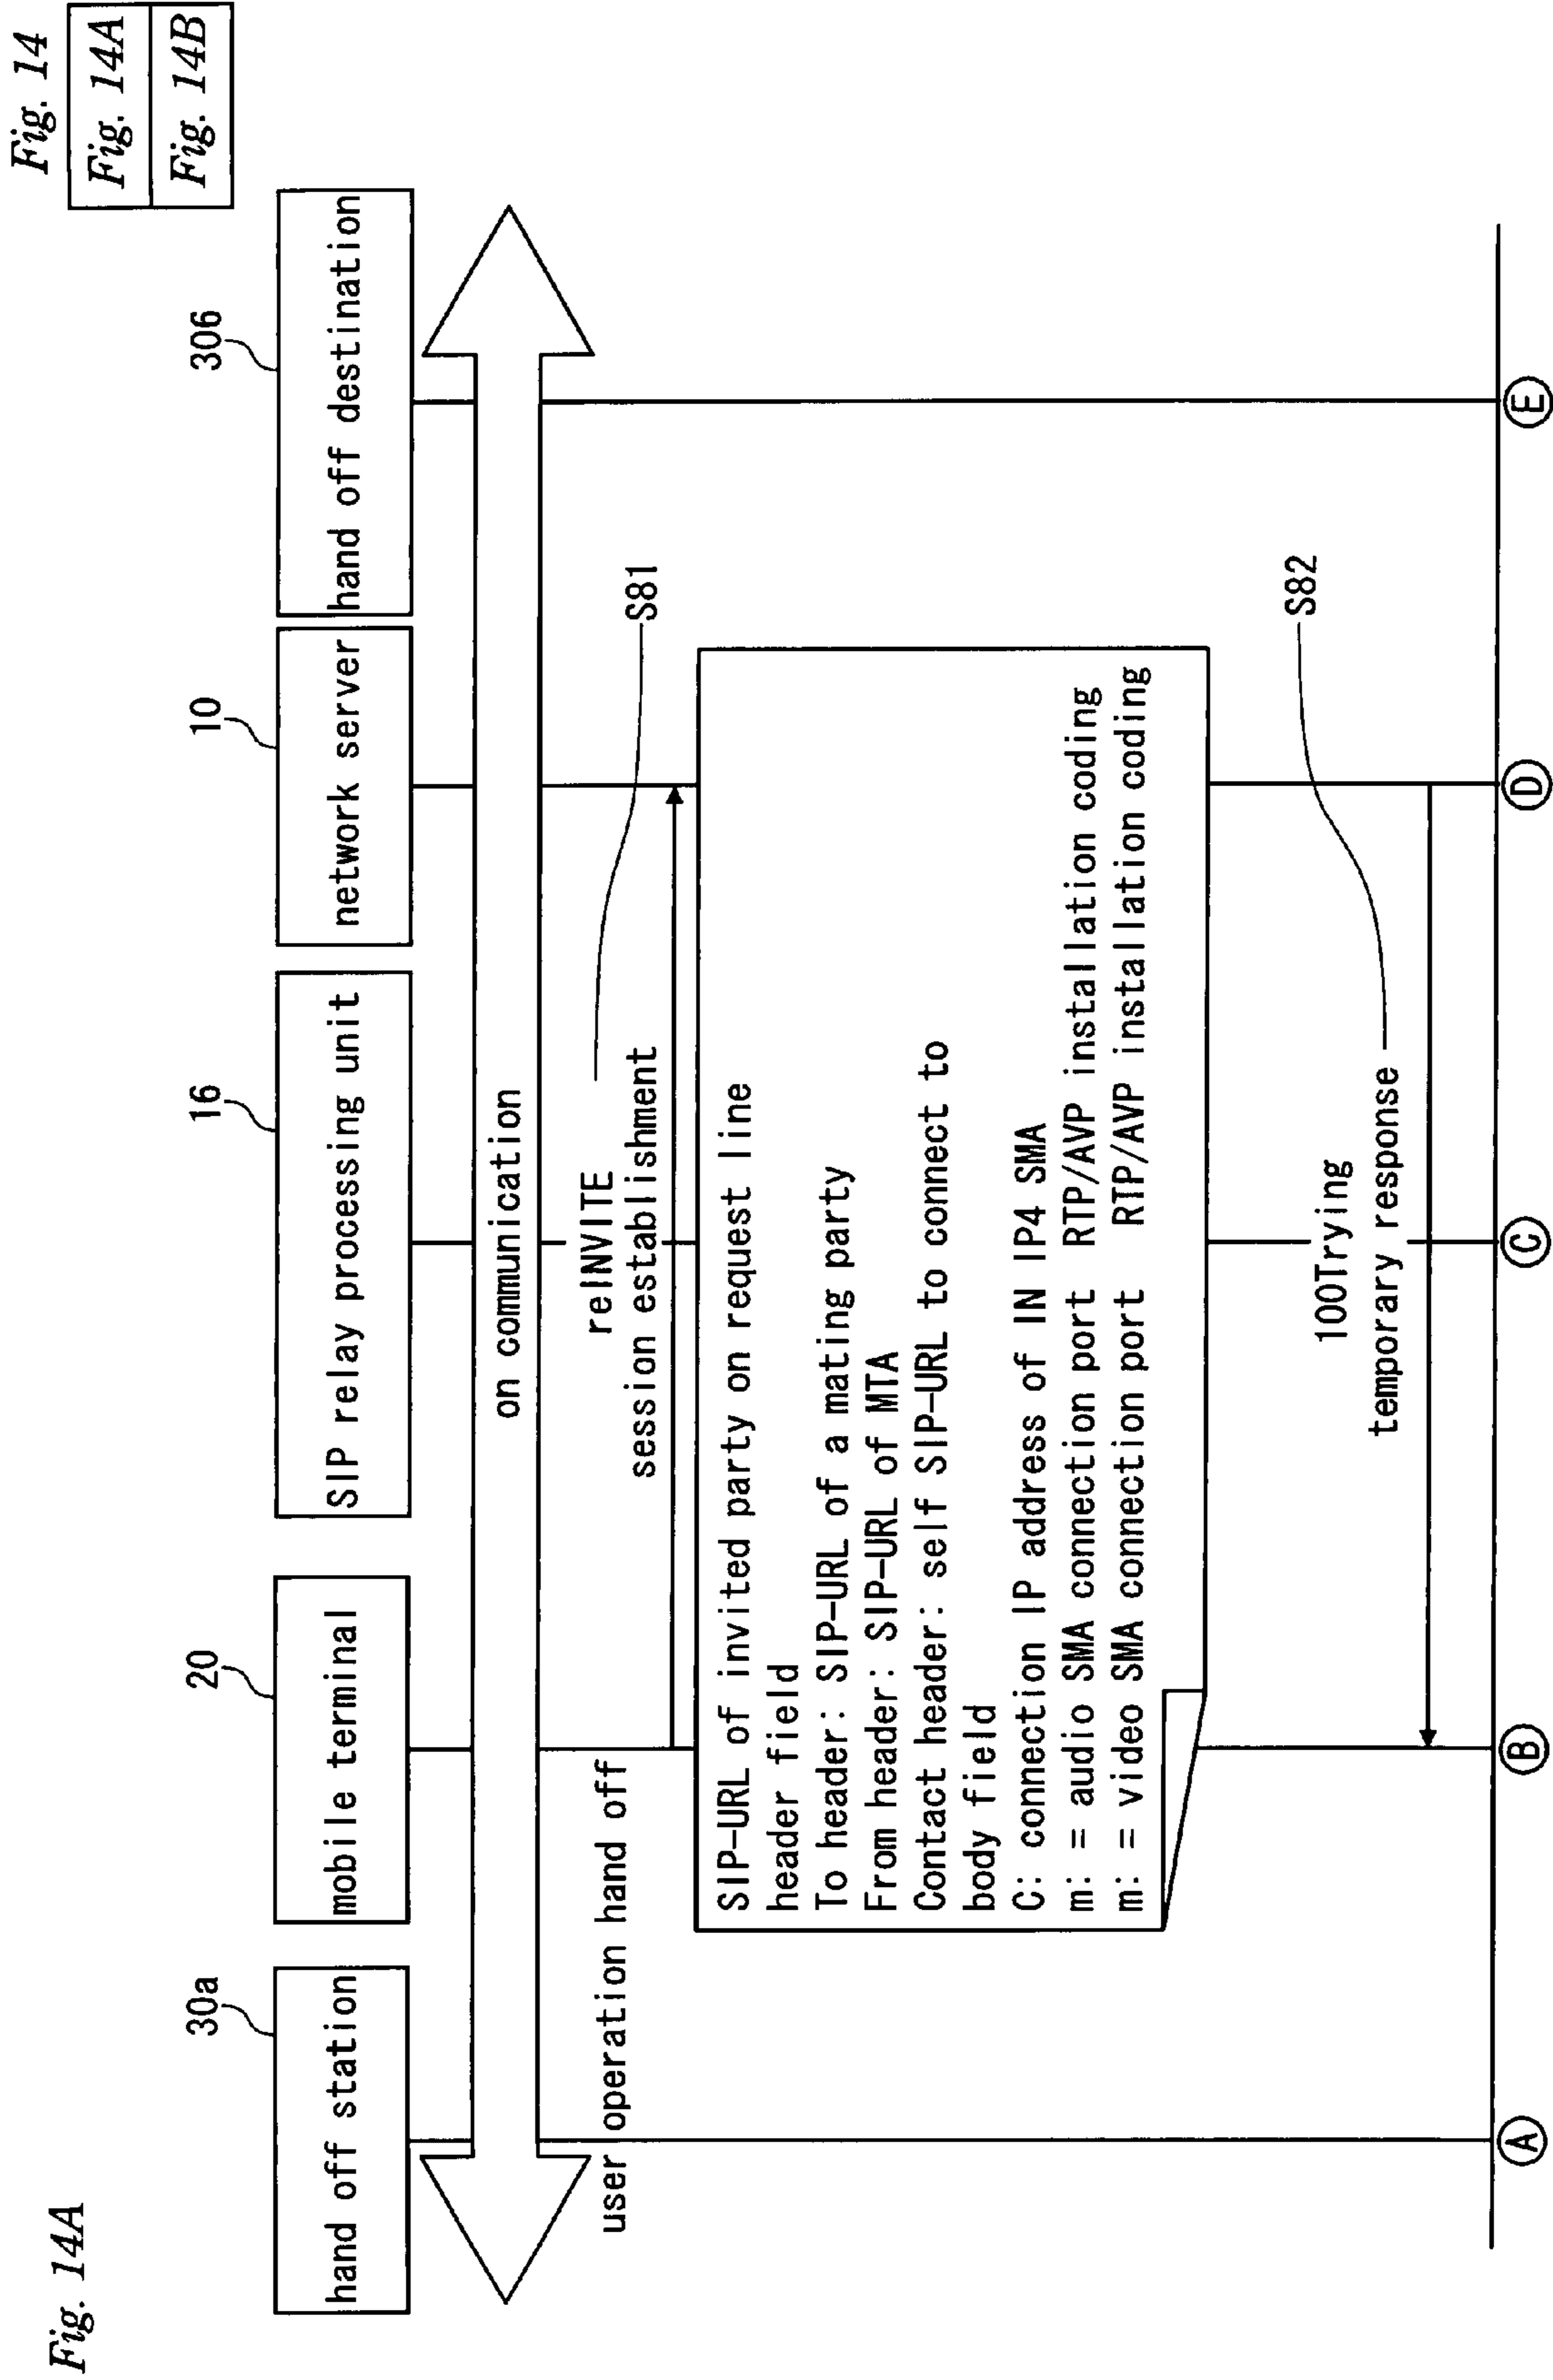 Fig. 14A
Fig. 14
Fig. 14A
Fig. 14B
30a
20
16
10
306
hand off station
mobile terminal
SIP relay processing unit
network server
hand off destination
on communication
user operation hand off
reINVITE
session establishment
S81
SIP-URL of invited party on request line
header field
To header: SIP-URL of a mating party
From header: SIP-URL of MTA
Contact header: self SIP-URL to connect to
body field
C: connection IP address of IN IP4 SMA
m: = audio SMA connection port RTP/AVP installation coding
m: = video SMA connection port RTP/AVP installation coding
100Trying
temporary response
S82
A
B
C
D
E